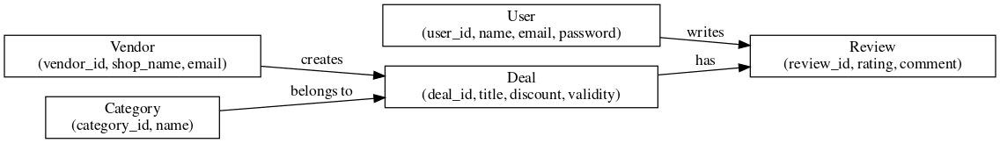 User
(user_id, name, email, password)
writes
Vendor
(vendor_id, shop_name, email)
Review
(review_id, rating, comment)
creates
has
Deal
(deal_id, title, discount, validity)
belongs to
Category
(category_id, name)